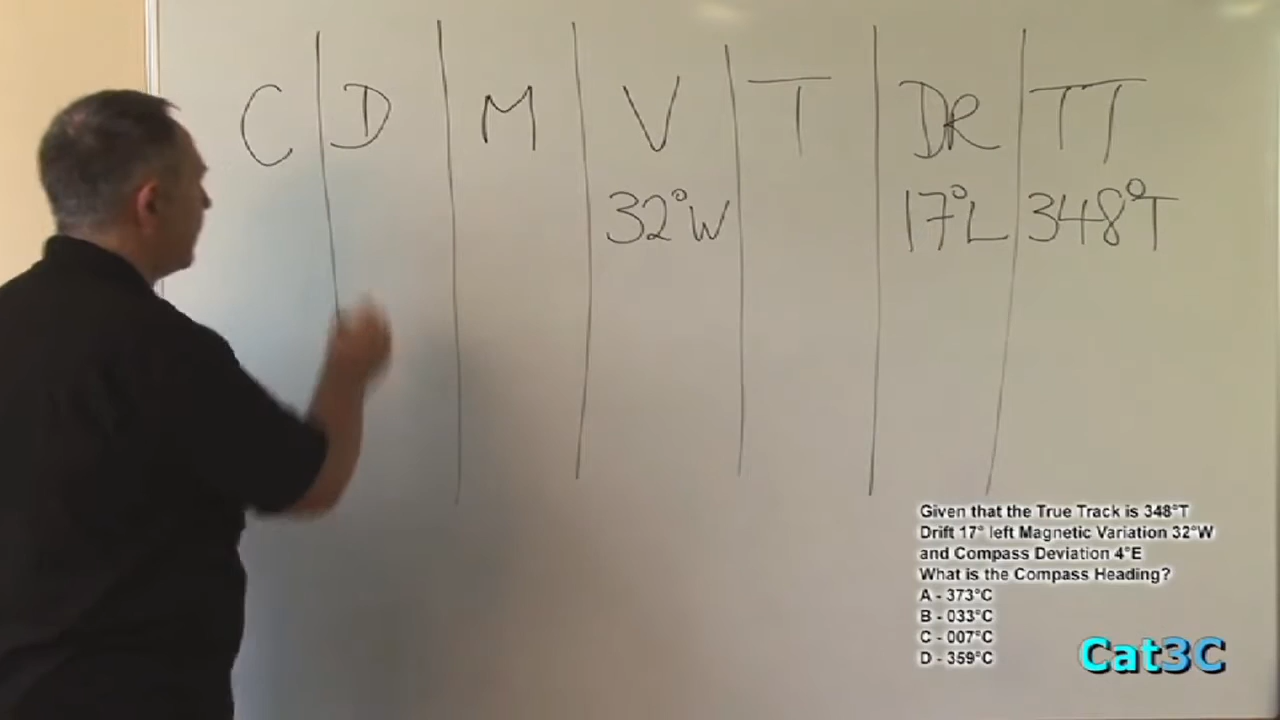 C D M V T DR TT
32°W 17°L 348°T
Given that the True Track is 348°T
Drift 17° left Magnetic Variation 32°W
and Compass Deviation 4°E
What is the Compass Heading?
A - 373°C
B - 033°C
C - 007°C
D - 359°C
Cat3C